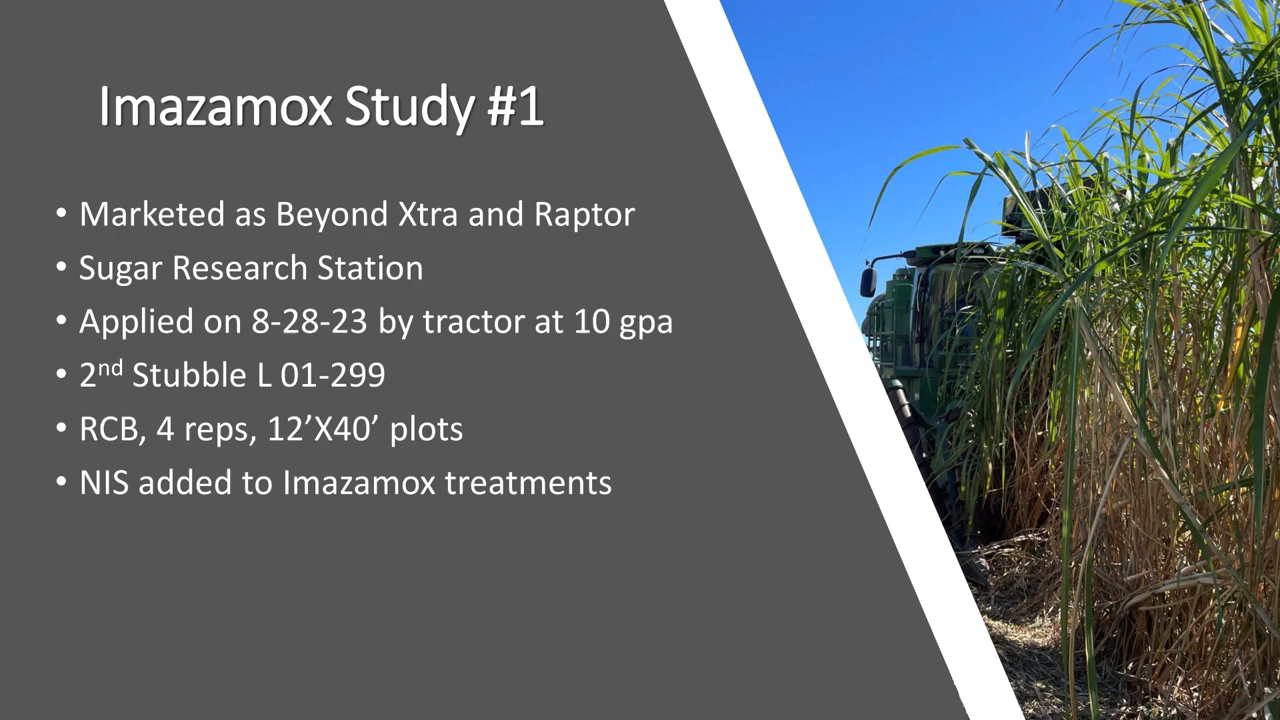 Imazamox Study #1
• Marketed as Beyond Xtra and Raptor
• Sugar Research Station
• Applied on 8-28-23 by tractor at 10 gpa
• 2nd Stubble L 01-299
• RCB, 4 reps, 12’X40’ plots
• NIS added to Imazamox treatments